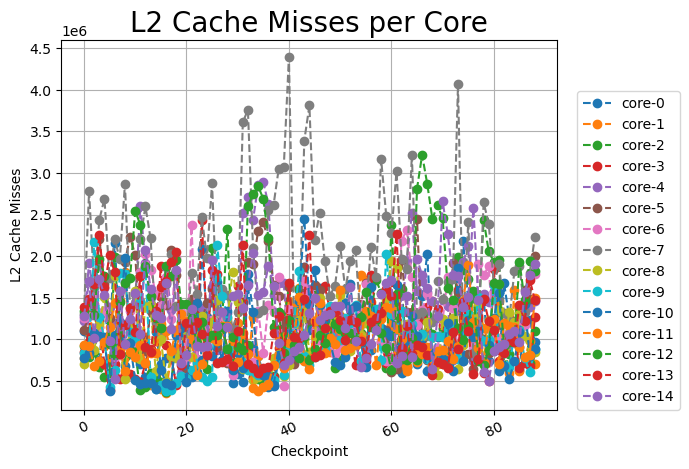 L2 Cache Misses per Core
1e6
4.5
4.0
3.5
3.0
2.5
2.0
1.5
1.0
0.5
L2 Cache Misses
0
20
40
60
80
Checkpoint
core-0
core-1
core-2
core-3
core-4
core-5
core-6
core-7
core-8
core-9
core-10
core-11
core-12
core-13
core-14